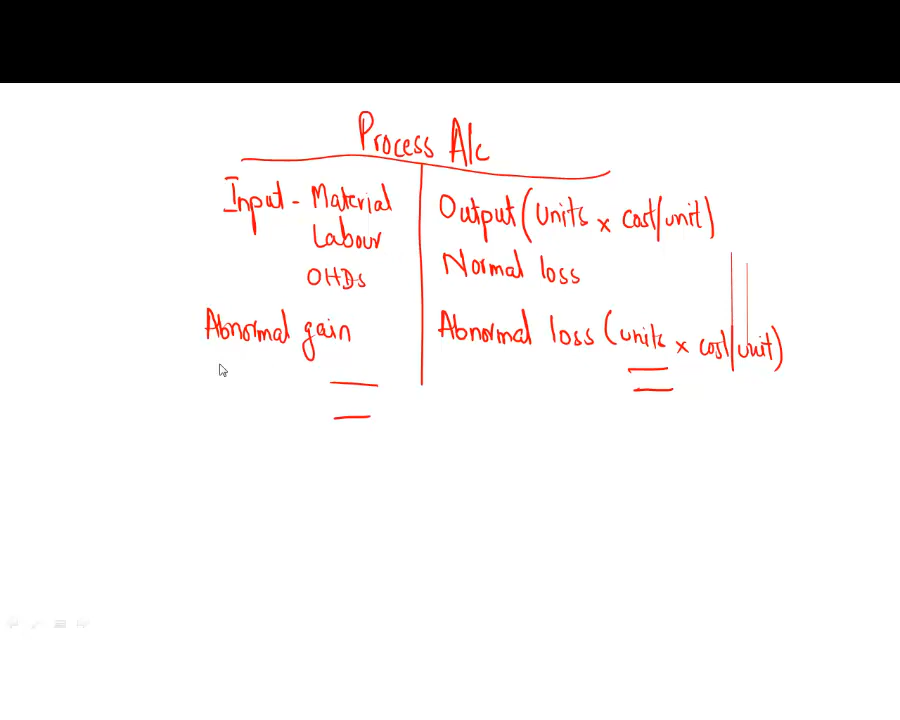 Process A/c
Input - Material
Labour
OHDs
Abnormal gain
Output (units x cost/unit)
Normal loss
Abnormal loss (units x cost/unit)